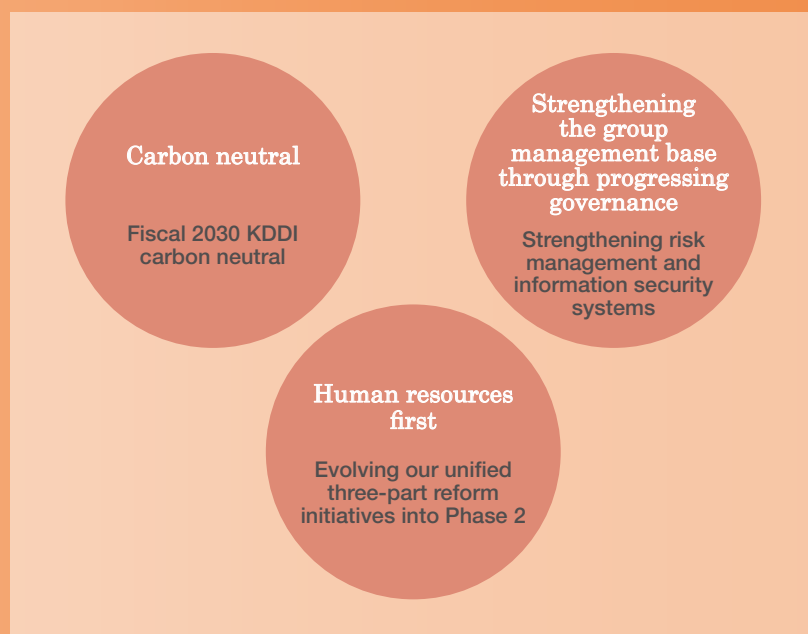 Carbon neutral
Fiscal 2030 KDDI
carbon neutral
Strengthening
the group
management base
through progressing
governance
Strengthening risk
management and
information security
systems
Human resources
first
Evolving our unified
three-part reform
initiatives into Phase 2